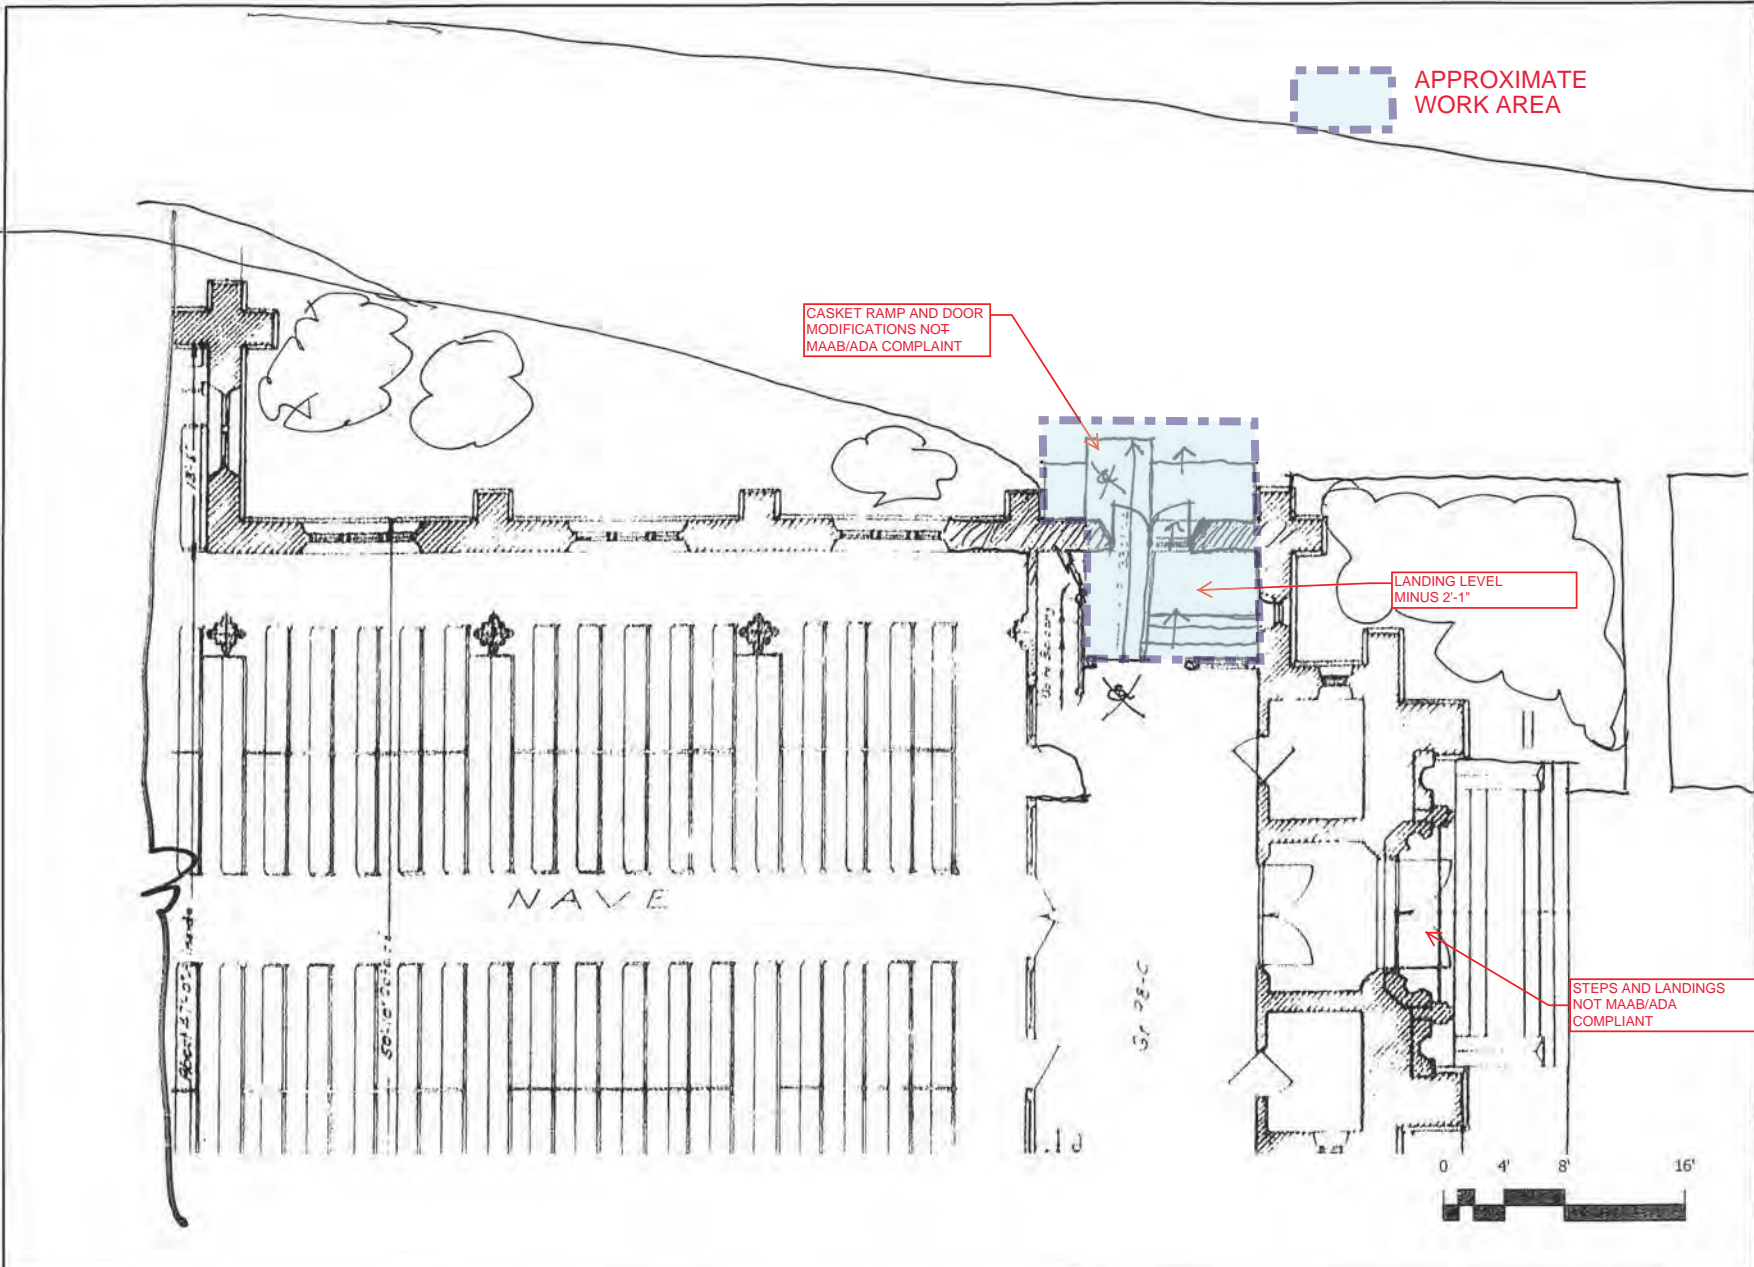 APPROXIMATE
WORK AREA
CASKET RAMP AND DOOR
MODIFICATIONS NOT
MAAB/ADA COMPLAINT
LANDING LEVEL
MINUS 2'-1"
NAVE
STEPS AND LANDINGS
NOT MAAB/ADA
COMPLIANT
0 4' 8' 16'